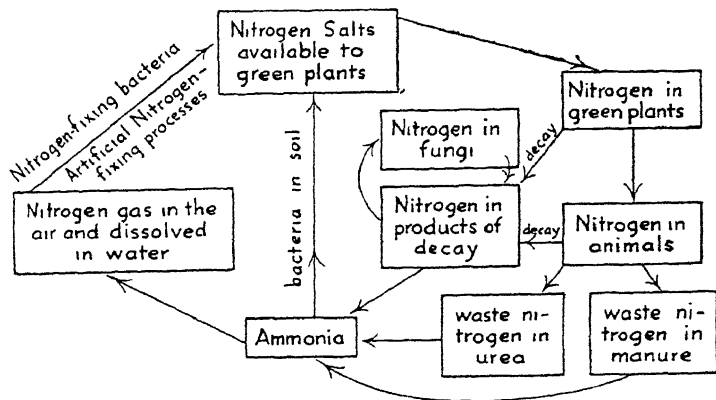 Nitrogen Salts
available to
green plants
Nitrogen-fixing bacteria
Artificial Nitrogen-
fixing processes
Nitrogen in
green plants
Nitrogen in
fungi
decay
bacteria in soil
Nitrogen gas in the
air and dissolved
in water
Nitrogen in
products of
decay
decay
Nitrogen in
animals
Ammonia
waste ni-
trogen in
urea
waste ni-
trogen in
manure